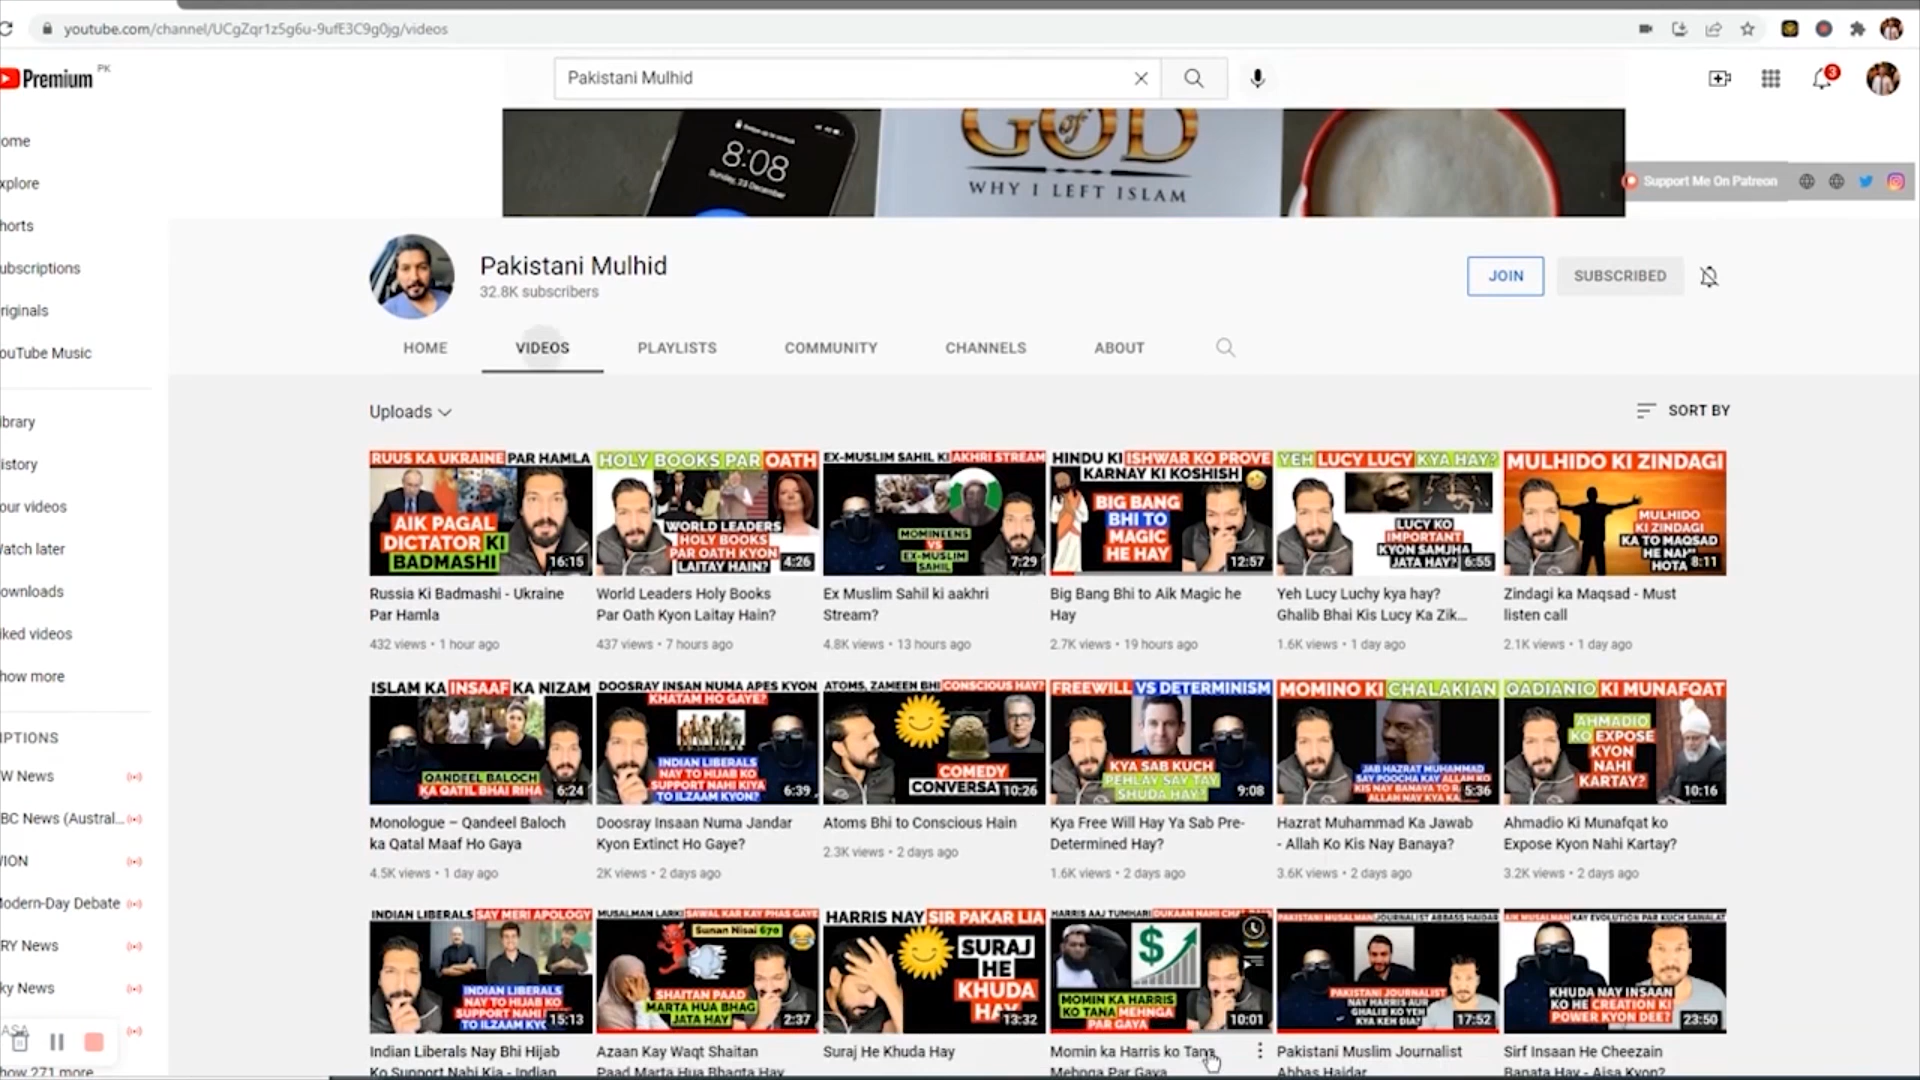 youtube.com/channel/UCgZqr1z5g6u-9ufE3C9g0jg/videos
Premium PK
Pakistani Mulhid
3
ome
xplore
horts
ubscriptions
riginals
ouTube Music
ibrary
istory
our videos
atch later
ownloads
iked videos
how more
IPTIONS
W News
BC News (Austral...
ION
odern-Day Debate
RY News
ky News
ASA
how 271 more
8:08
Sunday, 23 December
GOD
of
WHY I LEFT ISLAM
Support Me On Patreon
Pakistani Mulhid
32.8K subscribers
JOIN
SUBSCRIBED
HOME VIDEOS PLAYLISTS COMMUNITY CHANNELS ABOUT
Uploads
SORT BY
RUUS KA UKRAINE PAR HAMLA
AIK PAGAL
DICTATOR KI
BADMASHI
16:15
Russia Ki Badmashi - Ukraine
Par Hamla
432 views • 1 hour ago
HOLY BOOKS PAR OATH
WORLD LEADERS
HOLY BOOKS
PAR OATH KYON
LAITAY HAIN?
4:26
World Leaders Holy Books
Par Oath Kyon Laitay Hain?
437 views • 7 hours ago
EX-MUSLIM SAHIL KI AKHRI STREAM
MOMINEENS
VS
EX-MUSLIM
SAHIL
7:29
Ex Muslim Sahil ki aakhri
Stream?
4.8K views • 13 hours ago
HINDU KI ISHWAR KO PROVE
KARNAY KI KOSHISH
BIG BANG
BHI TO
MAGIC
HE HAY
12:57
Big Bang Bhi to Aik Magic he
Hay
2.7K views • 19 hours ago
YEH LUCY LUCY KYA HAY?
LUCY KO
IMPORTANT
KYON SAMJHA
JATA HAY?
6:55
Yeh Lucy Luchy kya hay?
Ghalib Bhai Kis Lucy Ka Zik...
1.6K views • 1 day ago
MULHIDO KI ZINDAGI
MULHIDO
KI ZINDAGI
KA TO MAQSAD
HE NAHI
HOTA
8:11
Zindagi ka Maqsad - Must
listen call
2.1K views • 1 day ago
ISLAM KA INSAAF KA NIZAM
QANDEEL BALOCH
KA QATIL BHAI RIHA
6:24
Monologue – Qandeel Baloch
ka Qatal Maaf Ho Gaya
4.5K views • 1 day ago
DOOSRAY INSAN NUMA APES KYON
KHATAM HO GAYE?
INDIAN LIBERALS
NAY TO HIJAB KO
SUPPORT NAHI KIYA
TO ILZAAM KYON?
6:39
Doosray Insaan Numa Jandar
Kyon Extinct Ho Gaye?
2K views • 2 days ago
ATOMS, ZAMEEN BHI CONSCIOUS HAY?
COMEDY
CONVERSAT
10:26
Atoms Bhi to Conscious Hain
2.3K views • 2 days ago
FREEWILL VS DETERMINISM
KYA SAB KUCH
PEHLAY SAY TAY
SHUDA HAY?
9:08
Kya Free Will Hay Ya Sab Pre-
Determined Hay?
1.6K views • 2 days ago
MOMINO KI CHALAKIAN
JAB HAZRAT MUHAMMAD
SAY POOCHA KAY ALLAH KO
KIS NAY BANAYA TO
ALLAH NAY KYA
5:36
Hazrat Muhammad Ka Jawab
- Allah Ko Kis Nay Banaya?
3.6K views • 2 days ago
QADIANIO KI MUNAFQAT
AHMADIO
KO EXPOSE
KYON
NAHI
KARTAY?
10:16
Ahmadio Ki Munafqat ko
Expose Kyon Nahi Kartay?
3.2K views • 2 days ago
INDIAN LIBERALS SAY MERI APOLOGY
INDIAN LIBERALS
NAY TO HIJAB KO
SUPPORT NAHI
TO ILZAAM KYO
15:13
Indian Liberals Nay Bhi Hijab
Ko Support Nahi Kia - Indian
MUSALMAN LARKI SAWAL KAR KAY PHAS GAYE
Sunan Nisai 670
SHAITAN PAAD
MARTA HUA BHAG
JATA HAY
2:37
Azaan Kay Waqt Shaitan
Paad Marta Hua Bhagta Hay
HARRIS NAY SIR PAKAR LIA
SURAJ
HE
KHUDA
HAY
13:32
Suraj He Khuda Hay
HARRIS AAJ TUMHARI DUKAAN NAHI
$
MOMIN KA HARRIS
KO TANA MEHNGA
PAR GAYA
10:01
Momin ka Harris ko Tana
Mehnga Par Gaya
PAKISTANI MUSALMAN JOURNALIST ABBASS HAIDAR
PAKISTANI JOURNALIST
NAY HARRIS AUR
GHALIB KO YEH
KYA KEH DIA?
17:52
Pakistani Muslim Journalist
Abbas Haidar
AIK MUSALMAN KAY EVOLUTION PAR KUCH SAWALAT
KHUDA NAY INSAAN
KO HE CREATION KI
POWER KYON DEE?
23:50
Sirf Insaan He Cheezain
Banata Hay - Aisa Kyon?